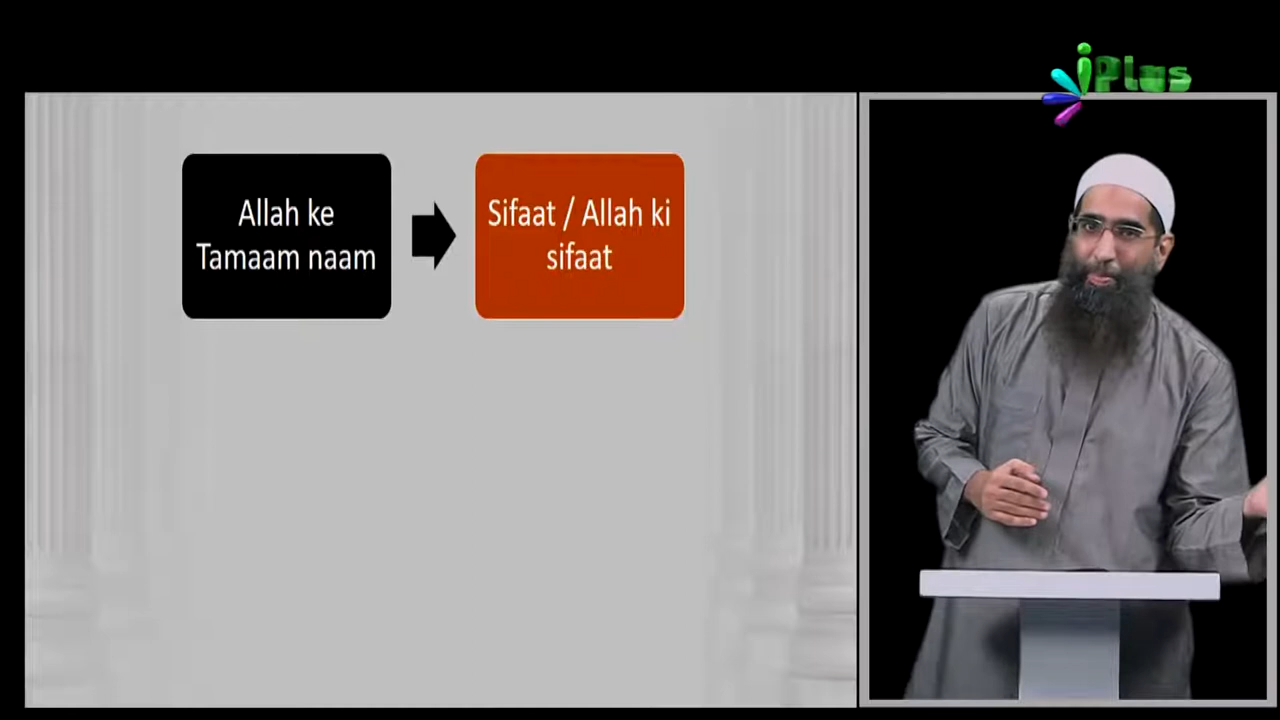 iPlus
Allah ke
Tamaam naam
Sifaat / Allah ki
sifaat